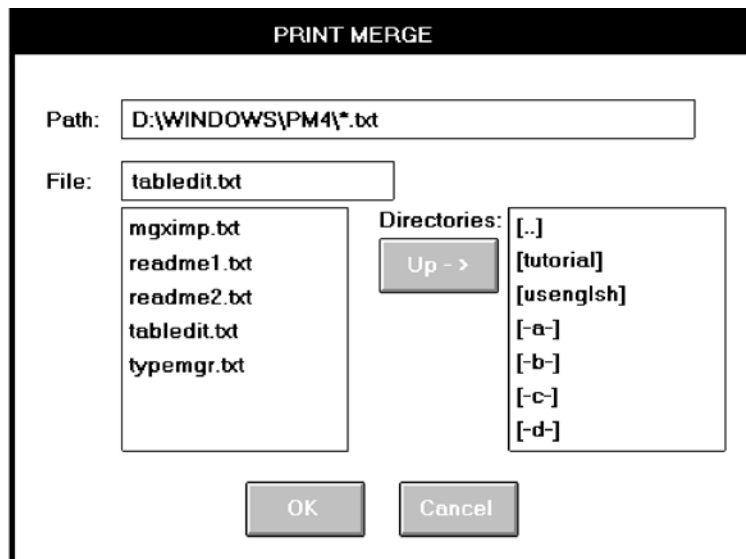 PRINT MERGE
Path: D:\WINDOWS\PM4\*.txt
File: tabledit.txt
mgximp.txt
readme1.txt
readme2.txt
tabledit.txt
typemgr.txt
Directories:
Up - >
[..]
[tutorial]
[usenglsh]
[-a-]
[-b-]
[-c-]
[-d-]
OK
Cancel